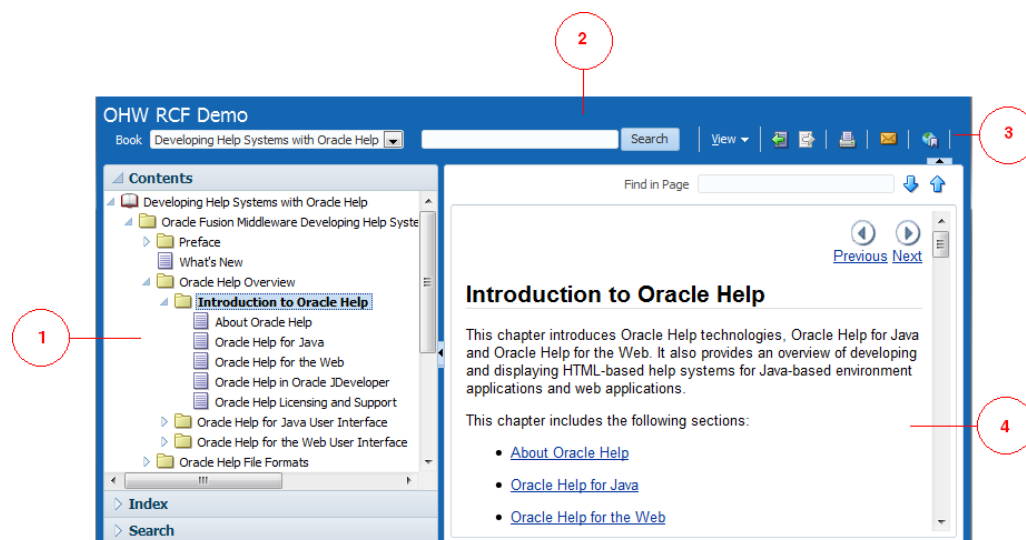 2
OHW RCF Demo
Book Developing Help Systems with Oracle Help Search View
3
Contents
Find in Page
Developing Help Systems with Oracle Help
Oracle Fusion Middleware Developing Help Syste
Preface
What's New
Previous Next
Oracle Help Overview
Introduction to Oracle Help
About Oracle Help
Oracle Help for Java
Oracle Help for the Web
Oracle Help in Oracle JDeveloper
Oracle Help Licensing and Support
Oracle Help for Java User Interface
Oracle Help for the Web User Interface
Oracle Help File Formats
Index
Search
1
Introduction to Oracle Help
This chapter introduces Oracle Help technologies, Oracle Help for Java
and Oracle Help for the Web. It also provides an overview of developing
and displaying HTML-based help systems for Java-based environment
applications and web applications.
This chapter includes the following sections:
4
About Oracle Help
Oracle Help for Java
Oracle Help for the Web